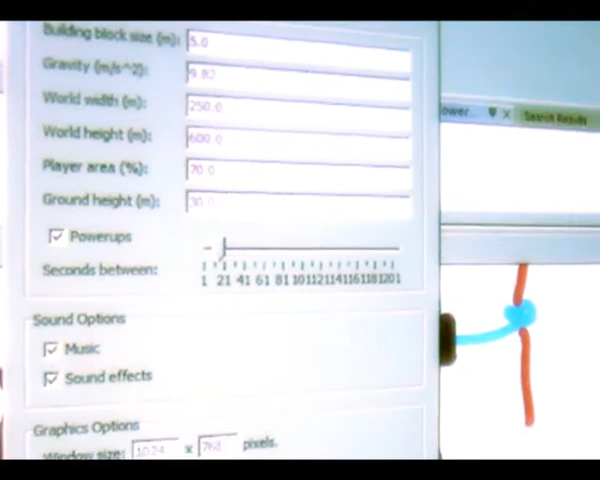 Building block size (m): 5.0
Gravity (m/s^2): 9.82
World width (m): 250.0
World height (m): 600.0
Player area (%): 70.0
Ground height (m): 30.0
Powerups
Seconds between:
1 21 41 61 81 101121141161181201
Sound Options
Music
Sound effects
Graphics Options
Window size: 1024 x 768 pixels.
ower...
Search Results